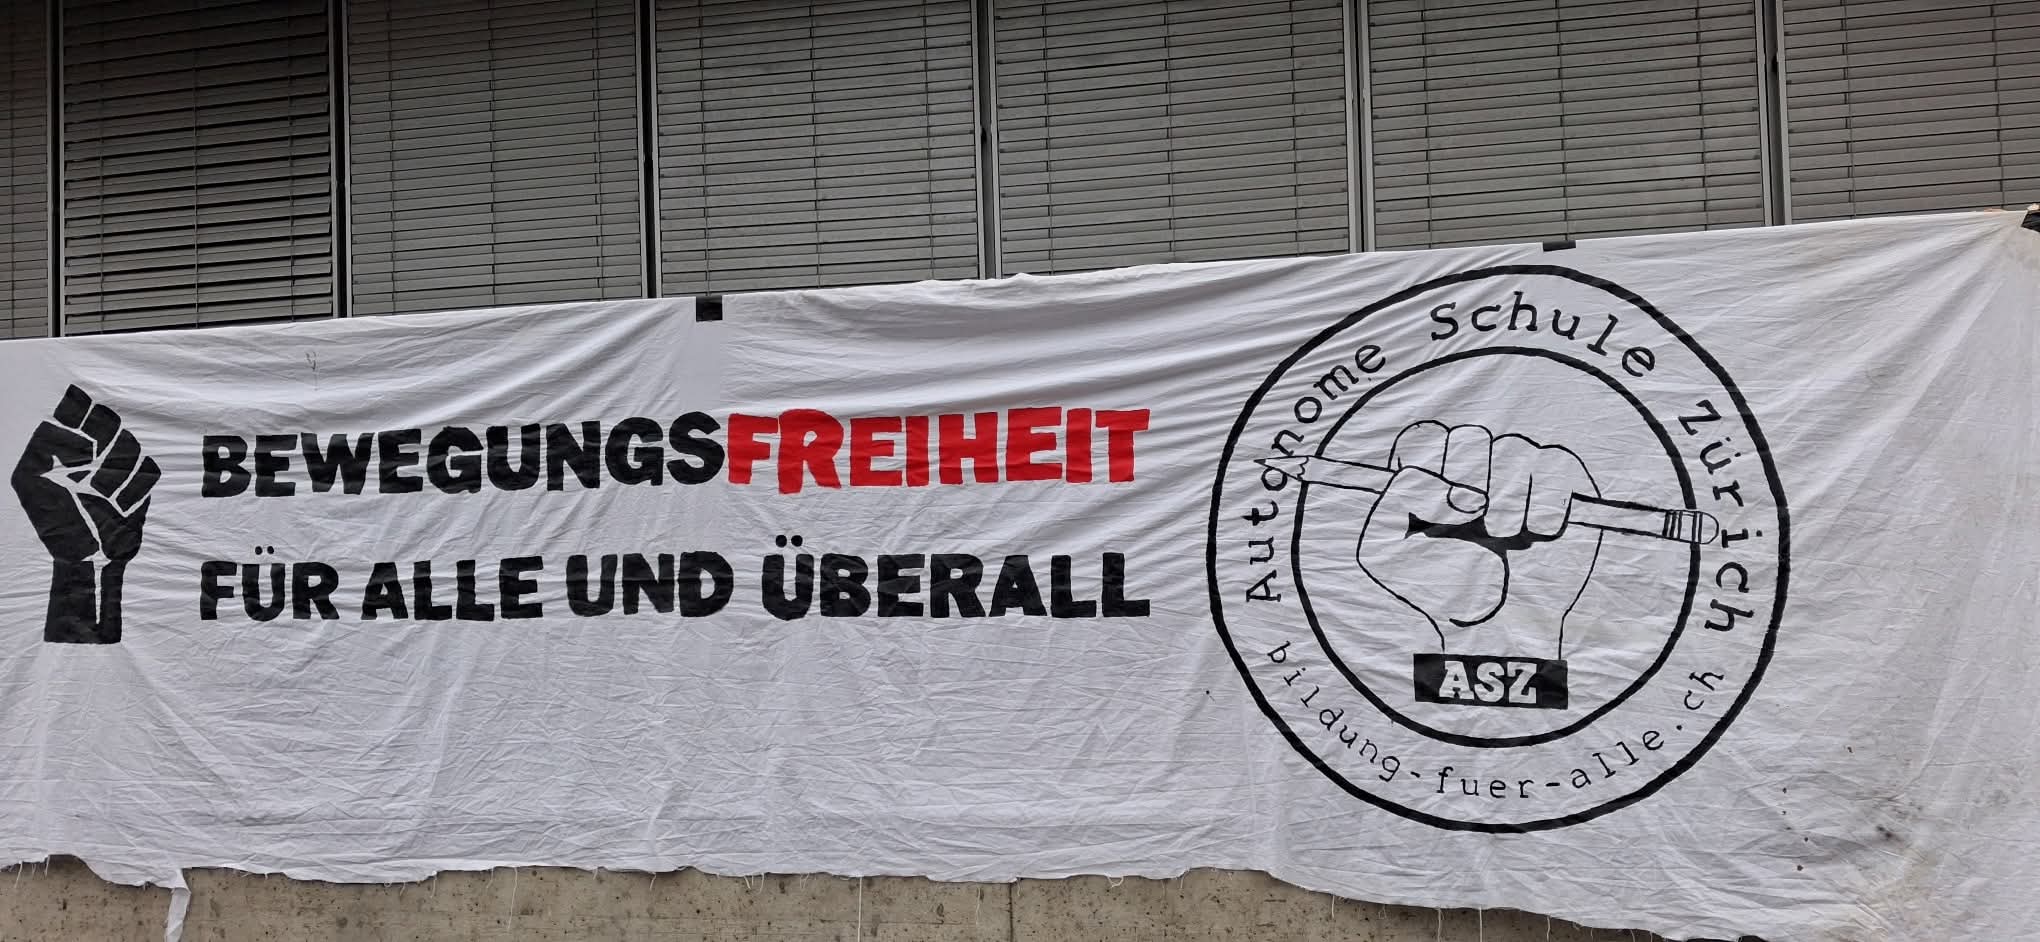 BEWEGUNGSFREIHEIT
FÜR ALLE UND ÜBERALL
Autonome Schule Zürich
ASZ
bildung-fuer-alle.ch